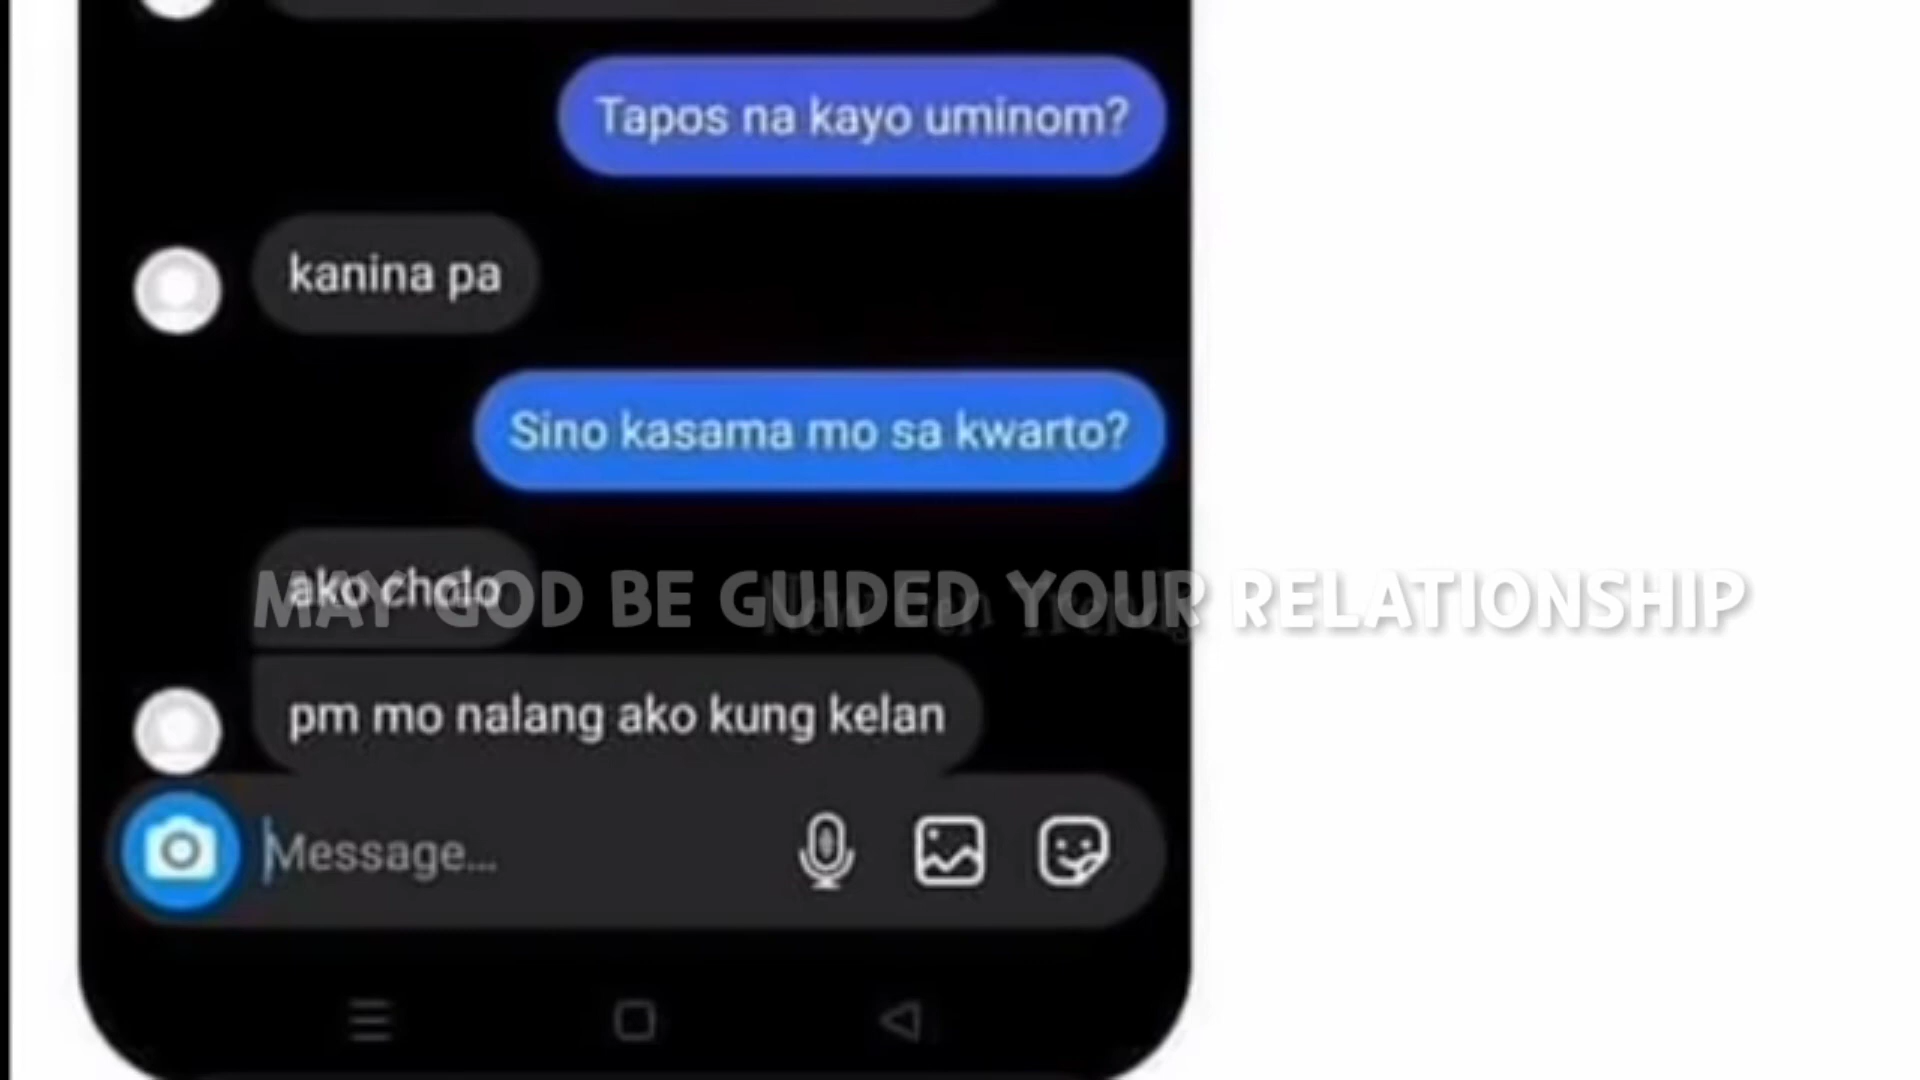 Tapos na kayo uminom?
kanina pa
Sino kasama mo sa kwarto?
ako cholo
MAY GOD BE GUIDED YOUR RELATIONSHIP
pm mo nalang ako kung kelan
Message...